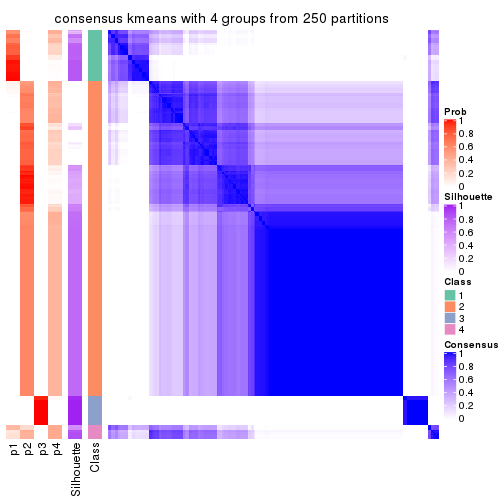 consensus kmeans with 4 groups from 250 partitions
Prob
1
0.8
0.6
0.4
0.2
0
Silhouette
1
0.8
0.6
0.4
0.2
0
Class
1
2
3
4
Consensus
1
0.8
0.6
0.4
0.2
0
p1
p2
p3
p4
Silhouette
Class